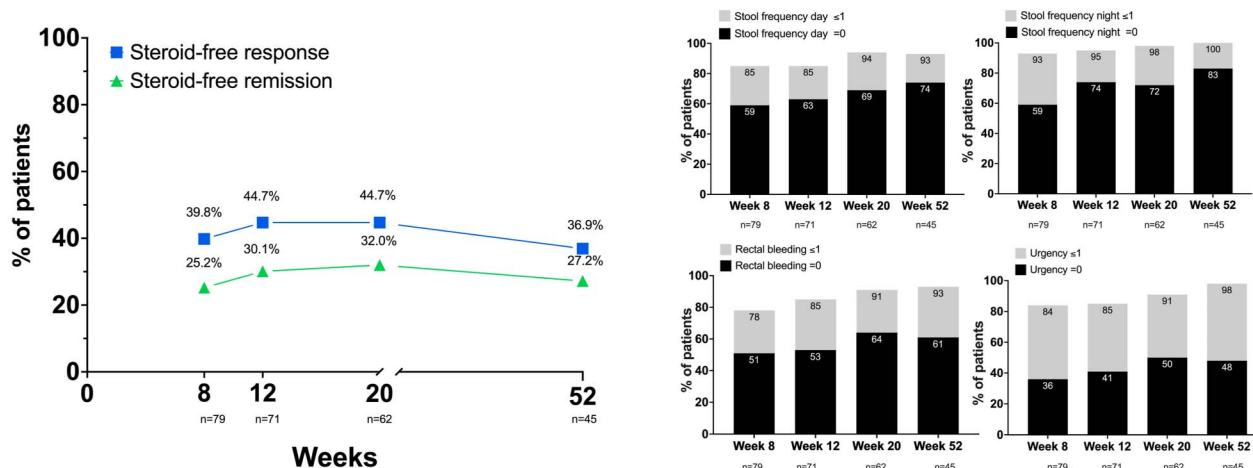 Steroid-free response
Steroid-free remission
% of patients
100
80
60
40
20
0
39.8%
44.7%
44.7%
36.9%
25.2%
30.1%
32.0%
27.2%
0
8
12
20
52
n=79
n=71
n=62
n=45
Weeks
Stool frequency day ≤1
Stool frequency day =0
% of patients
100
80
60
40
20
0
85
85
94
93
59
63
69
74
Week 8
Week 12
Week 20
Week 52
n=79
n=71
n=62
n=45
Stool frequency night ≤1
Stool frequency night =0
% of patients
100
80
60
40
20
0
93
95
98
100
59
74
72
83
Week 8
Week 12
Week 20
Week 52
n=79
n=71
n=62
n=45
Rectal bleeding ≤1
Rectal bleeding =0
% of patients
100
80
60
40
20
0
78
85
91
93
51
53
64
61
Week 8
Week 12
Week 20
Week 52
n=79
n=71
n=62
n=45
Urgency ≤1
Urgency =0
% of patients
100
80
60
40
20
0
84
85
91
98
36
41
50
48
Week 8
Week 12
Week 20
Week 52
n=79
n=71
n=62
n=45